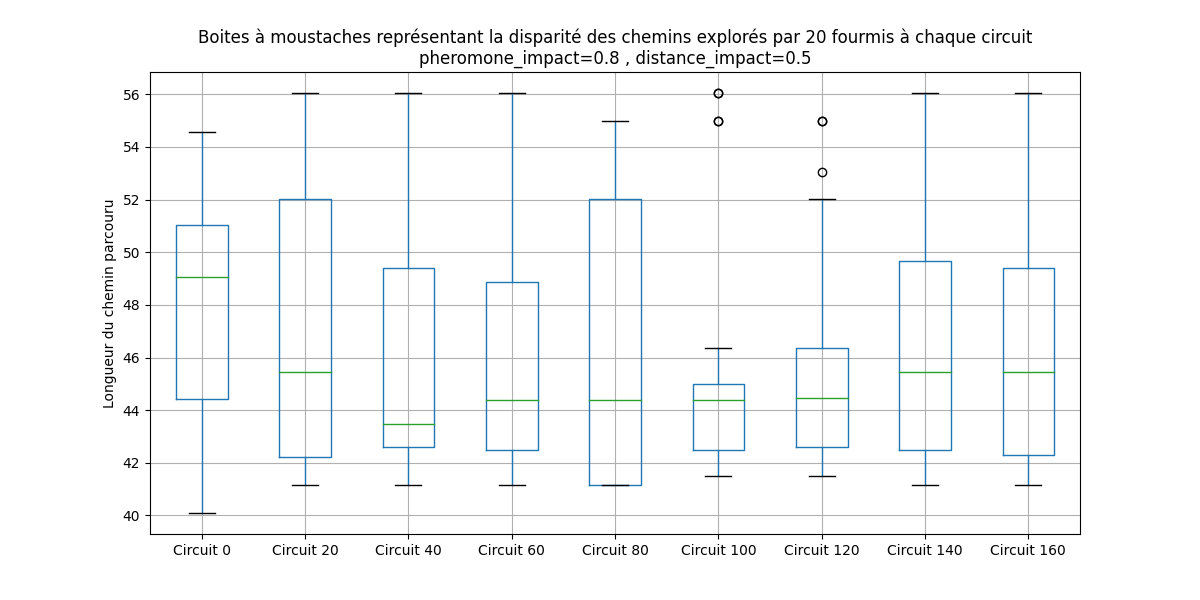 Boites à moustaches représentant la disparité des chemins explorés par 20 fourmis à chaque circuit
pheromone_impact=0.8 , distance_impact=0.5
Longueur du chemin parcouru
56
54
52
50
48
46
44
42
40
Circuit 0
Circuit 20
Circuit 40
Circuit 60
Circuit 80
Circuit 100
Circuit 120
Circuit 140
Circuit 160